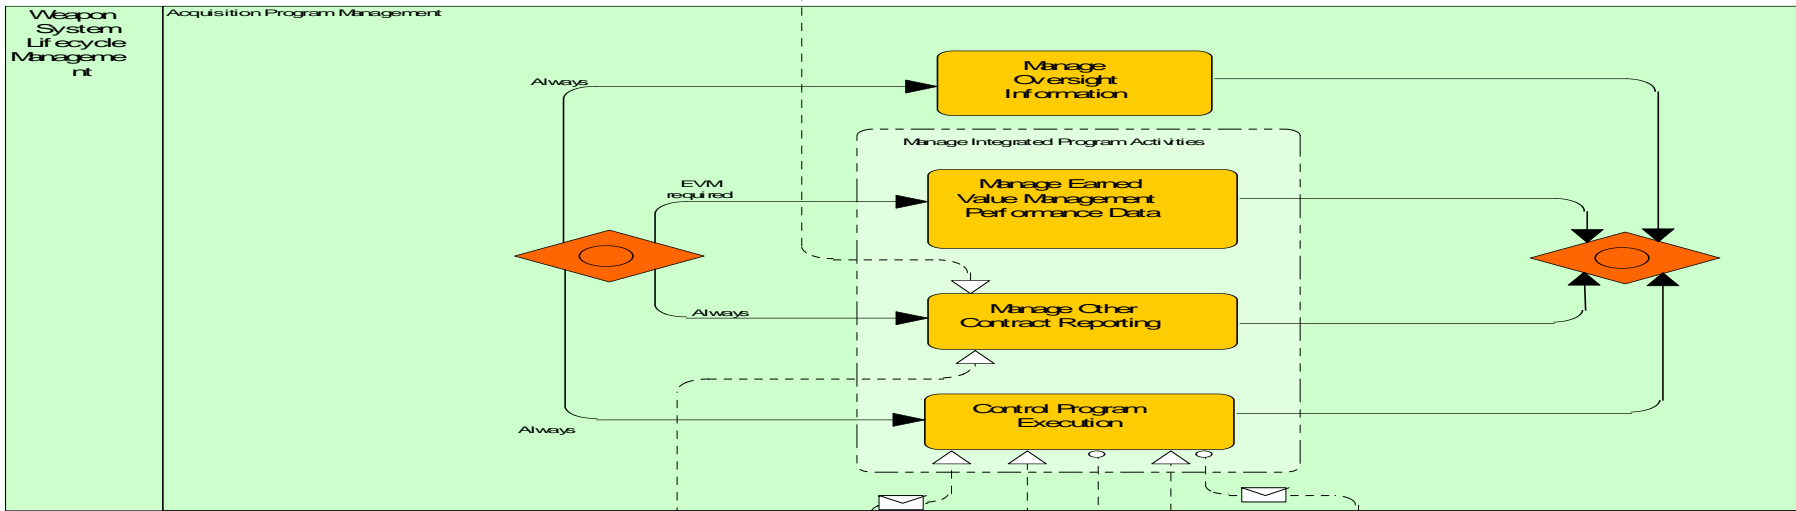 Weapon
System
Lifecycle
Manageme
nt
Acquisition Program Management
Always
Manage
Oversight
Information
Manage Integrated Program Activities
EVM
required
Manage Earned
Value Management
Performance Data
Always
Manage Other
Contract Reporting
Always
Control Program
Execution